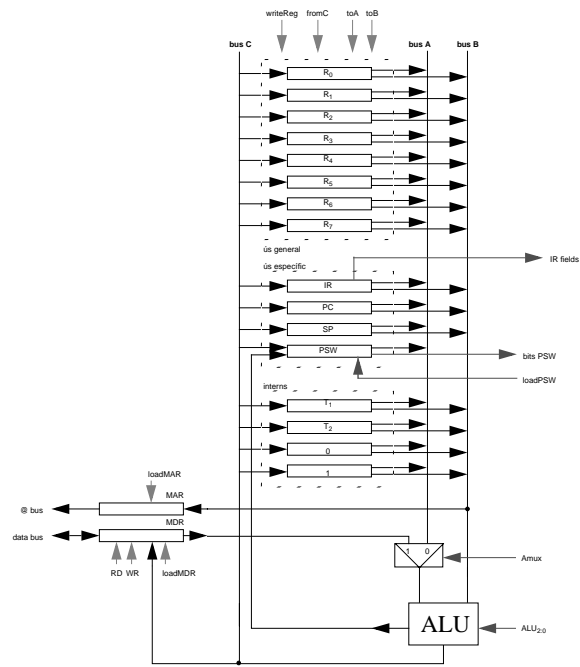 writeReg fromC toA toB
bus C bus A bus B
R0
R1
R2
R3
R4
R5
R6
R7
ús general
ús específic
IR fields
IR
PC
SP
PSW
bits PSW
loadPSW
interns
T1
T2
0
1
loadMAR
MAR
@ bus
MDR
data bus
1 0
Amux
RD WR loadMDR
ALU
ALU2:0